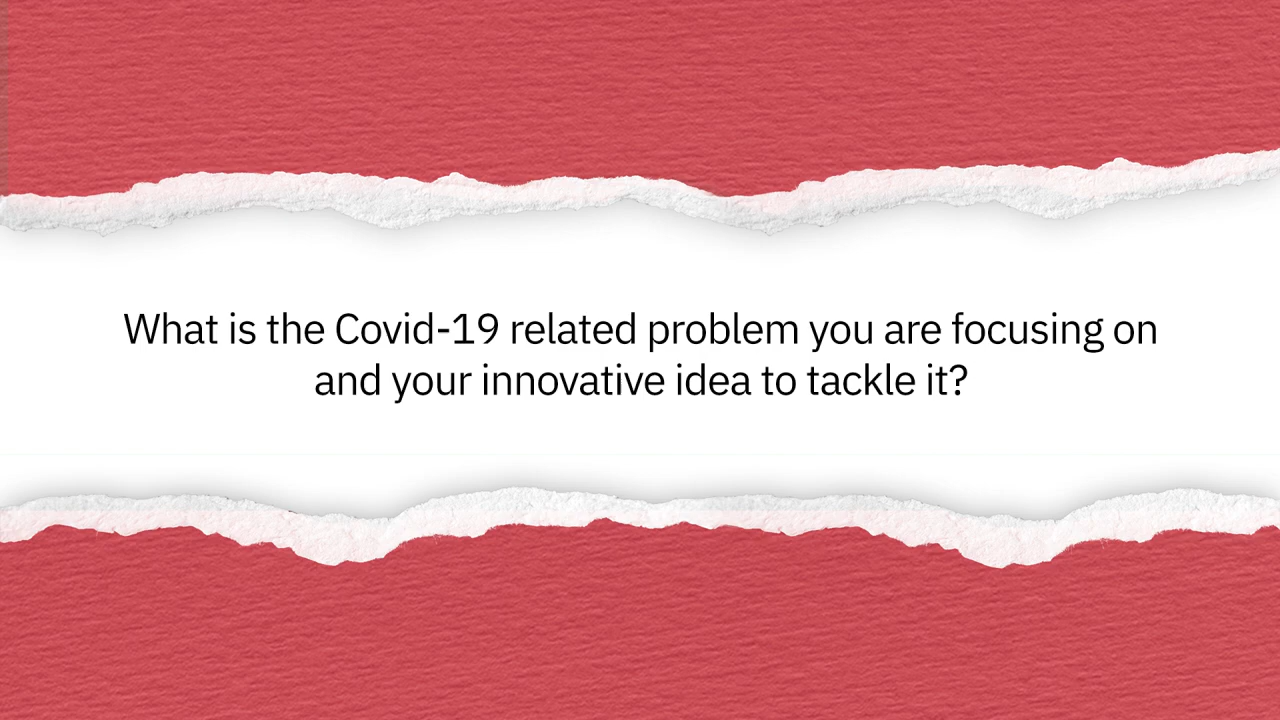 What is the Covid-19 related problem you are focusing on
and your innovative idea to tackle it?